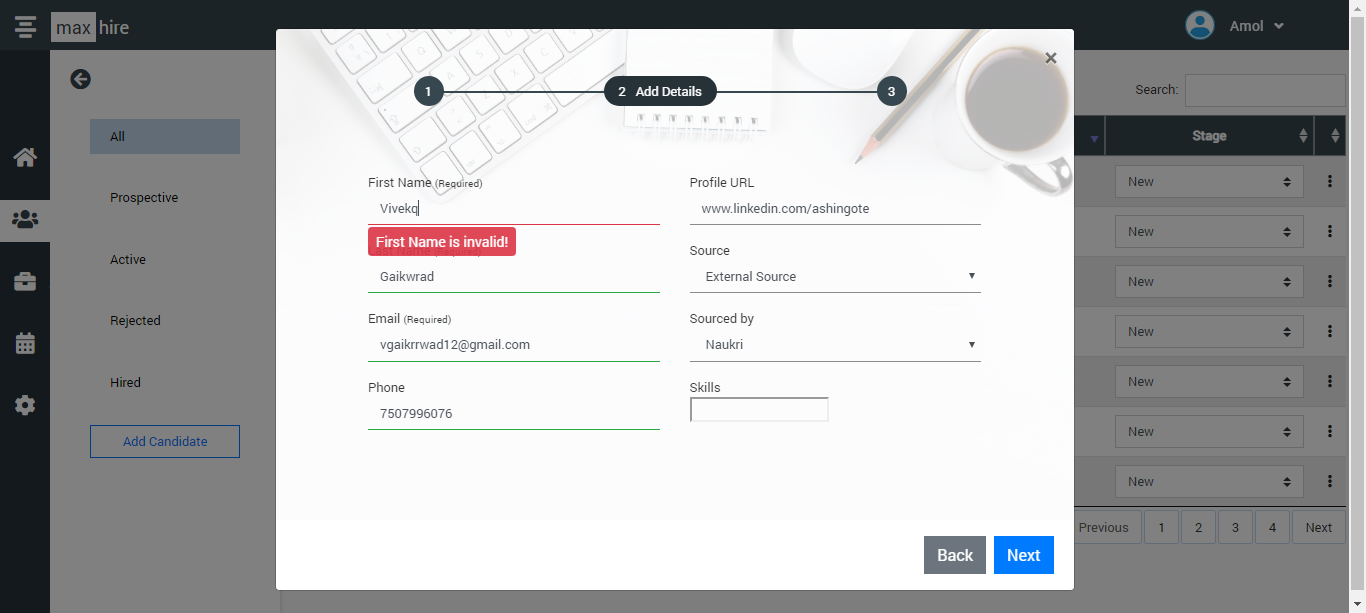 max hire
Amol
All
Prospective
Active
Rejected
Hired
Add Candidate
×
1
2 Add Details
3
First Name (Required)
Vivekq
First Name is invalid!
Gaikwrad
Email (Required)
vgaikrrwad12@gmail.com
Phone
7507996076
Profile URL
www.linkedin.com/ashingote
Source
External Source
Sourced by
Naukri
Skills
Back
Next
Search:
Stage
New
New
New
New
New
New
New
Previous 1 2 3 4 Next